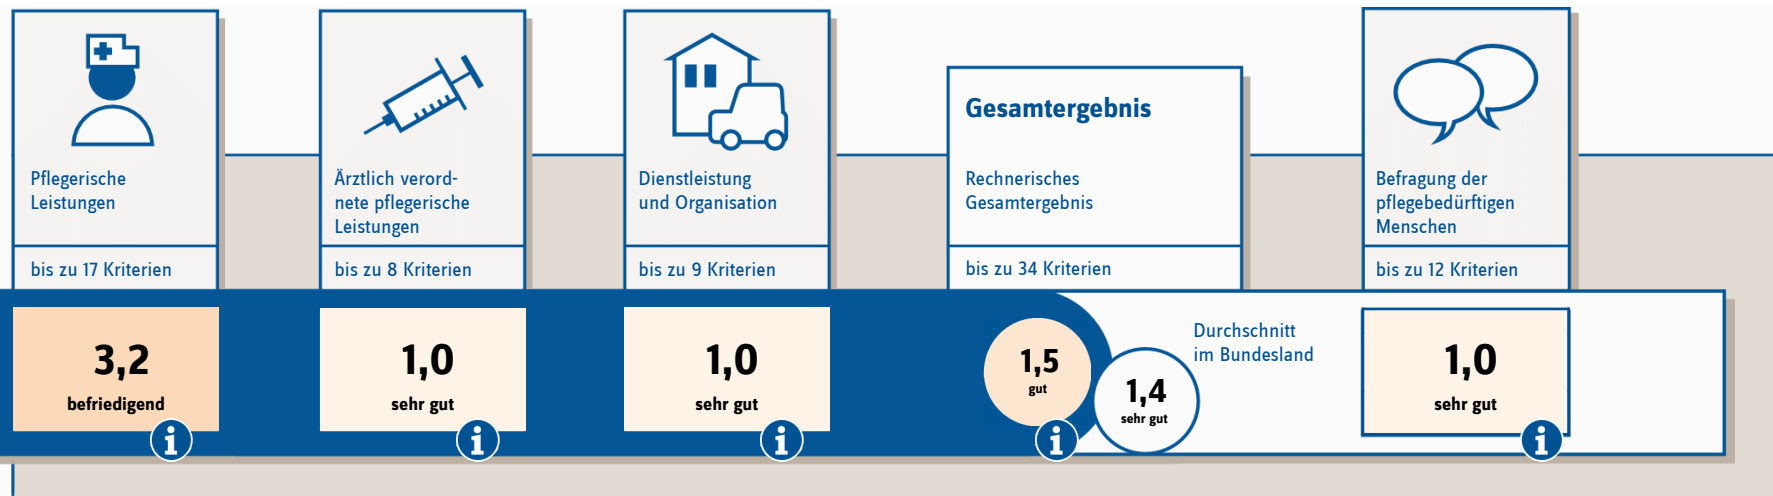 Pflegerische
Leistungen
bis zu 17 Kriterien
3,2
befriedigend
Ärztlich verord-
nete pflegerische
Leistungen
bis zu 8 Kriterien
1,0
sehr gut
Dienstleistung
und Organisation
bis zu 9 Kriterien
1,0
sehr gut
Gesamtergebnis
Rechnerisches
Gesamtergebnis
bis zu 34 Kriterien
1,5
gut
1,4
sehr gut
Durchschnitt
im Bundesland
Befragung der
pflegebedürftigen
Menschen
bis zu 12 Kriterien
1,0
sehr gut